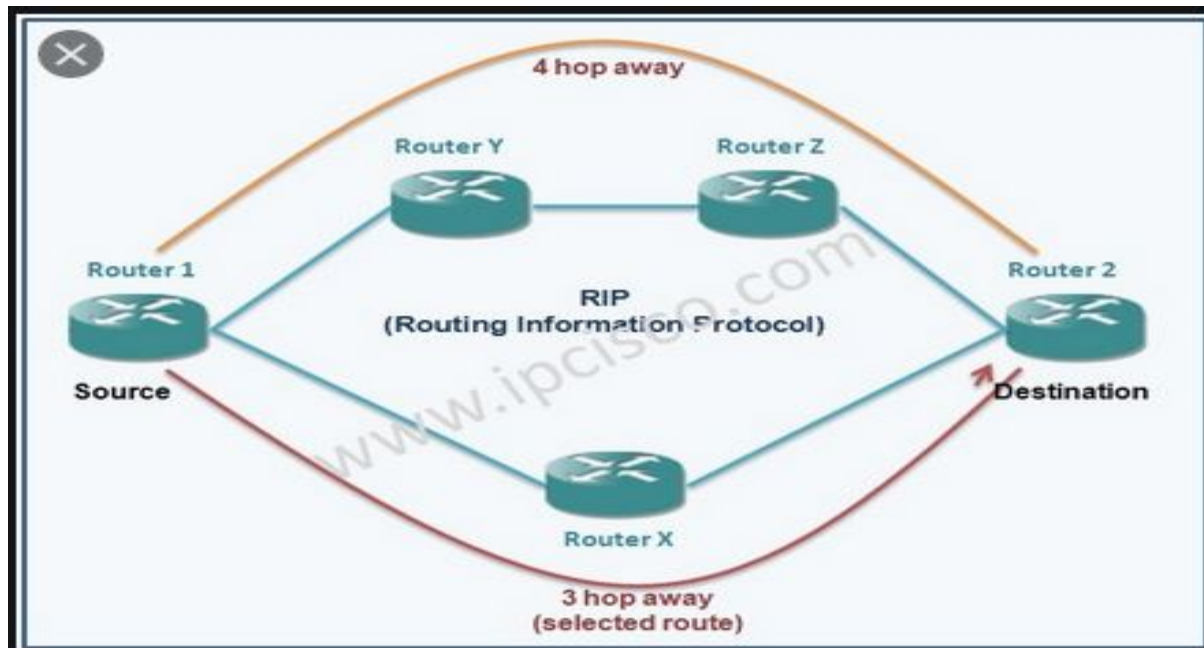 4 hop away
Router Y
Router Z
Router 1
Router 2
RIP
(Routing Information Protocol)
Source
Destination
www.ipcisco.com
Router X
3 hop away
(selected route)